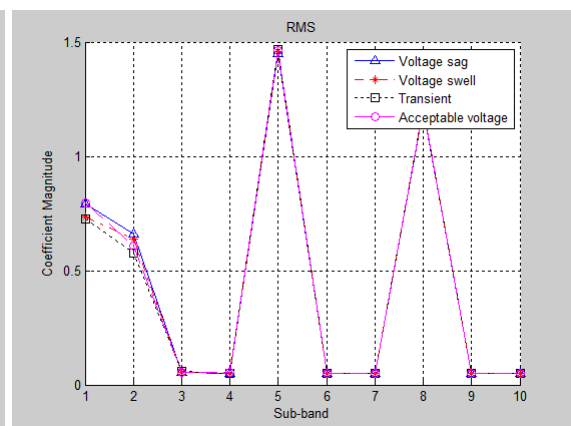 RMS
1.5
1
0.5
0
Coefficient Magnitude
Voltage sag
Voltage swell
Transient
Acceptable voltage
1 2 3 4 5 6 7 8 9 10
Sub-band